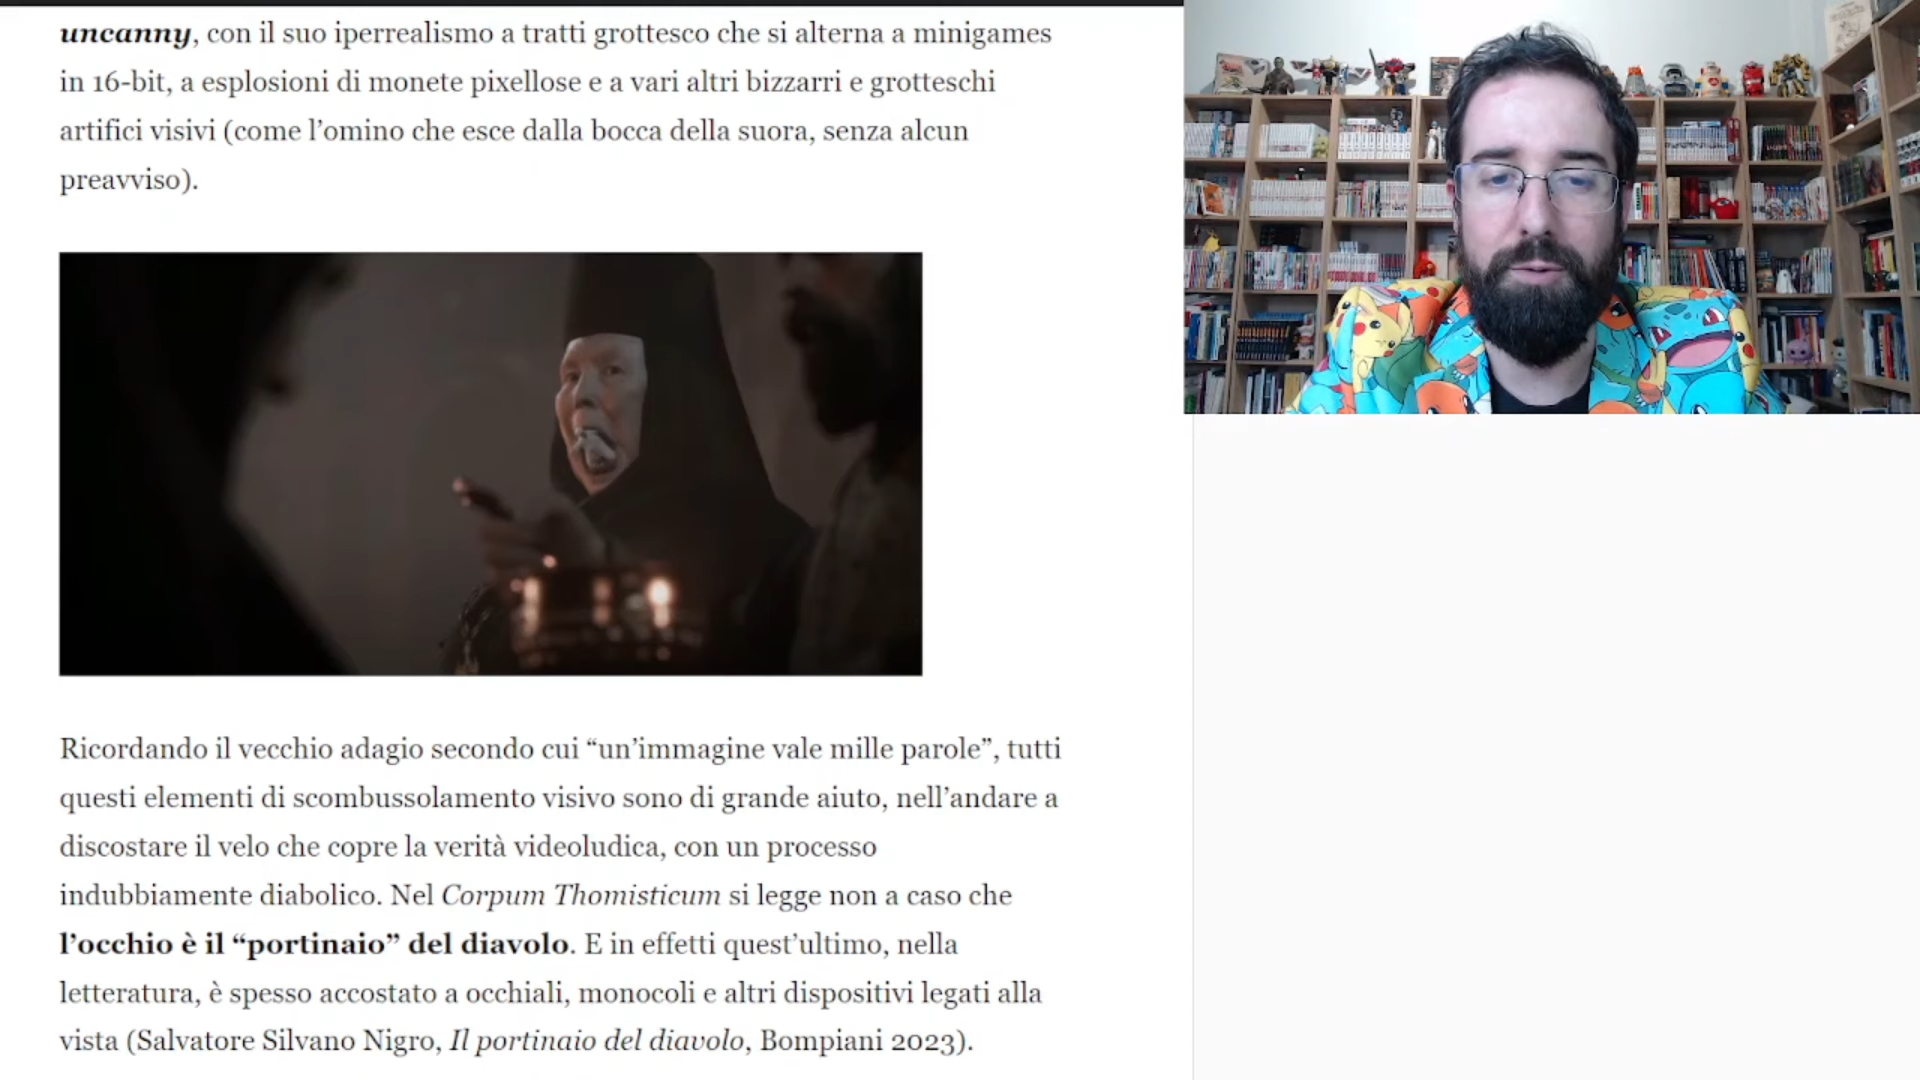 uncanny, con il suo iperrealismo a tratti grottesco che si alterna a minigames
in 16-bit, a esplosioni di monete pixellose e a vari altri bizzarri e grotteschi
artifici visivi (come l’omino che esce dalla bocca della suora, senza alcun
preavviso).
Ricordando il vecchio adagio secondo cui “un’immagine vale mille parole”, tutti
questi elementi di scombussolamento visivo sono di grande aiuto, nell’andare a
discostare il velo che copre la verità videoludica, con un processo
indubbiamente diabolico. Nel Corpum Thomisticum si legge non a caso che
l’occhio è il “portinaio” del diavolo. E in effetti quest’ultimo, nella
letteratura, è spesso accostato a occhiali, monocoli e altri dispositivi legati alla
vista (Salvatore Silvano Nigro, Il portinaio del diavolo, Bompiani 2023).